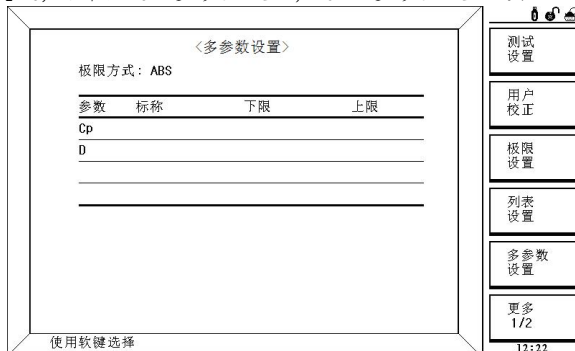 <多参数设置>
极限方式: ABS
参数 标称 下限 上限
Cp
D
使用软键选择
测试
设置
用户
校正
极限
设置
列表
设置
多参数
设置
更多
1/2
12:22